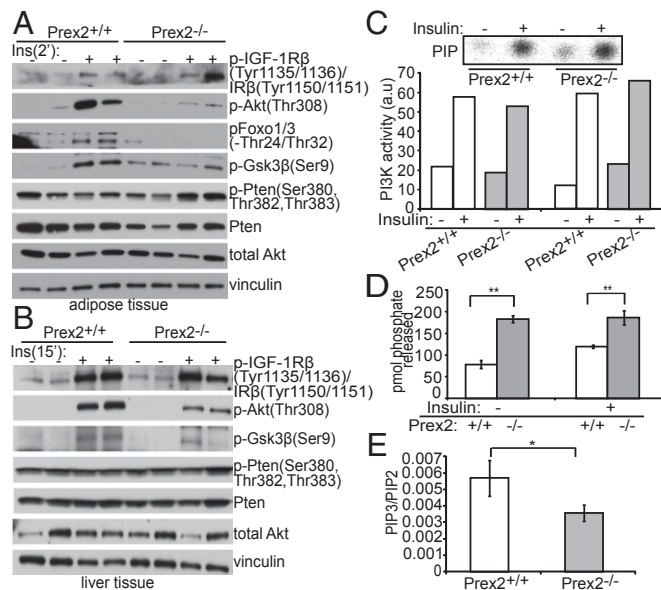 A
Prex2+/+ Prex2-/-
Ins(2'): - - + + - - + +
p-IGF-1Rβ
(Tyr1135/1136)/
IRβ(Tyr1150/1151)
p-Akt(Thr308)
pFoxo1/3
(-Thr24/Thr32)
p-Gsk3β(Ser9)
p-Pten(Ser380,
Thr382,Thr383)
Pten
total Akt
vinculin
adipose tissue
B
Prex2+/+ Prex2-/-
Ins(15'): - - + + - - + +
p-IGF-1Rβ
(Tyr1135/1136)/
IRβ(Tyr1150/1151)
p-Akt(Thr308)
p-Gsk3β(Ser9)
p-Pten(Ser380,
Thr382,Thr383)
Pten
total Akt
vinculin
liver tissue
C
Insulin: - + - +
PIP
Prex2+/+ Prex2-/-
PI3K activity (a.u)
70
60
50
40
30
20
10
0
Insulin: - + - + - + - +
Prex2+/+ Prex2-/- Prex2+/+ Prex2-/-
D
pmol phosphate
released
250
200
150
100
50
0
** **
Insulin: - +
Prex2: +/+ -/- +/+ -/-
E
PIP3/PIP2
0.007
0.006
0.005
0.004
0.003
0.002
0.001
0
*
Prex2+/+ Prex2-/-